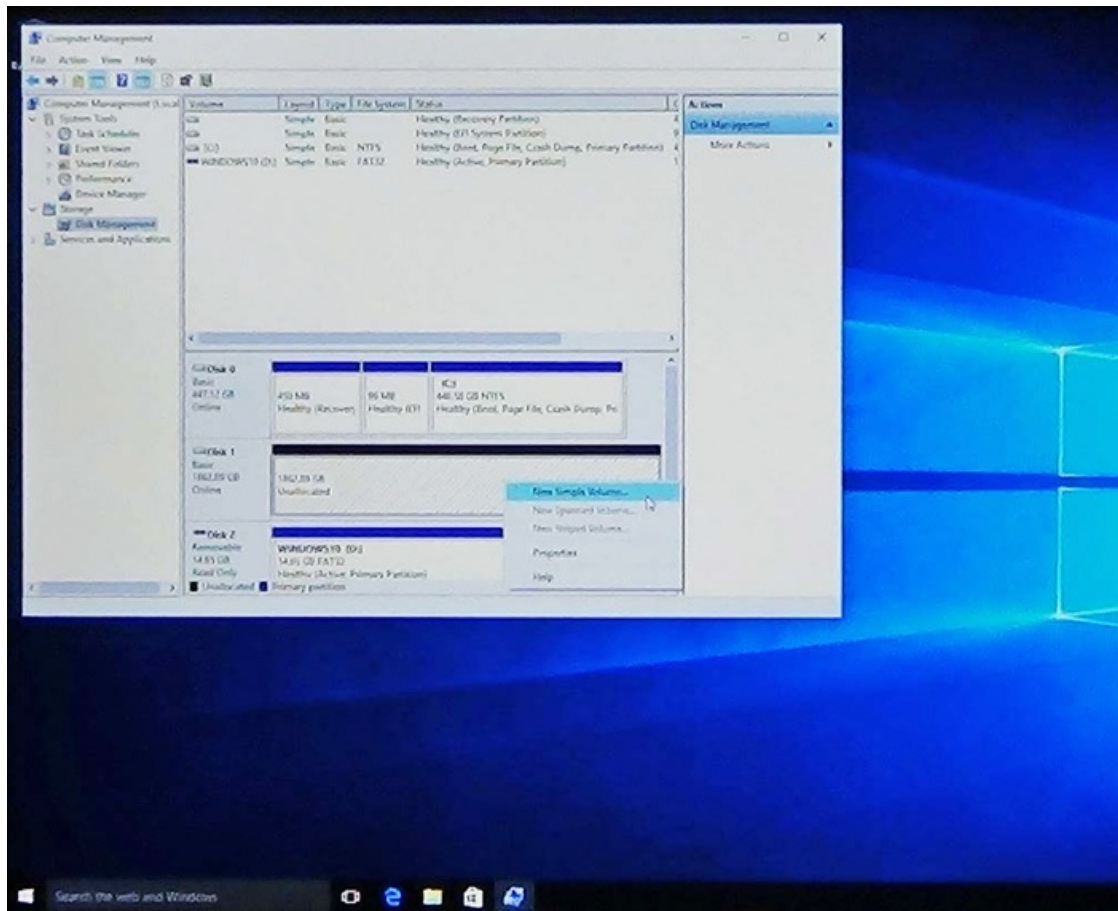 Computer Management
File Action View Help
Computer Management (Local
System Tools
Task Scheduler
Event Viewer
Shared Folders
Performance
Device Manager
Storage
Disk Management
Services and Applications
Volume Layout Type File System Status
Simple Basic Healthy (Recovery Partition)
Simple Basic Healthy (EFI System Partition)
(C:) Simple Basic NTFS Healthy (Boot, Page File, Crash Dump, Primary Partition)
WINDOWS10 (D:) Simple Basic FAT32 Healthy (Active, Primary Partition)
Actions
Disk Management
More Actions
Disk 0
Basic
Online
450 MB
Healthy (Recovery
Healthy (EFI
(C:)
Healthy (Boot, Page File, Crash Dump, Pri
Disk 1
Basic
Online
Unallocated
New Simple Volume...
New Spanned Volume...
New Striped Volume...
Properties
Help
Disk 2
Removable
Read Only
WINDOWS10 (D:)
Healthy (Active, Primary Partition)
Unallocated Primary partition
Search the web and Windows